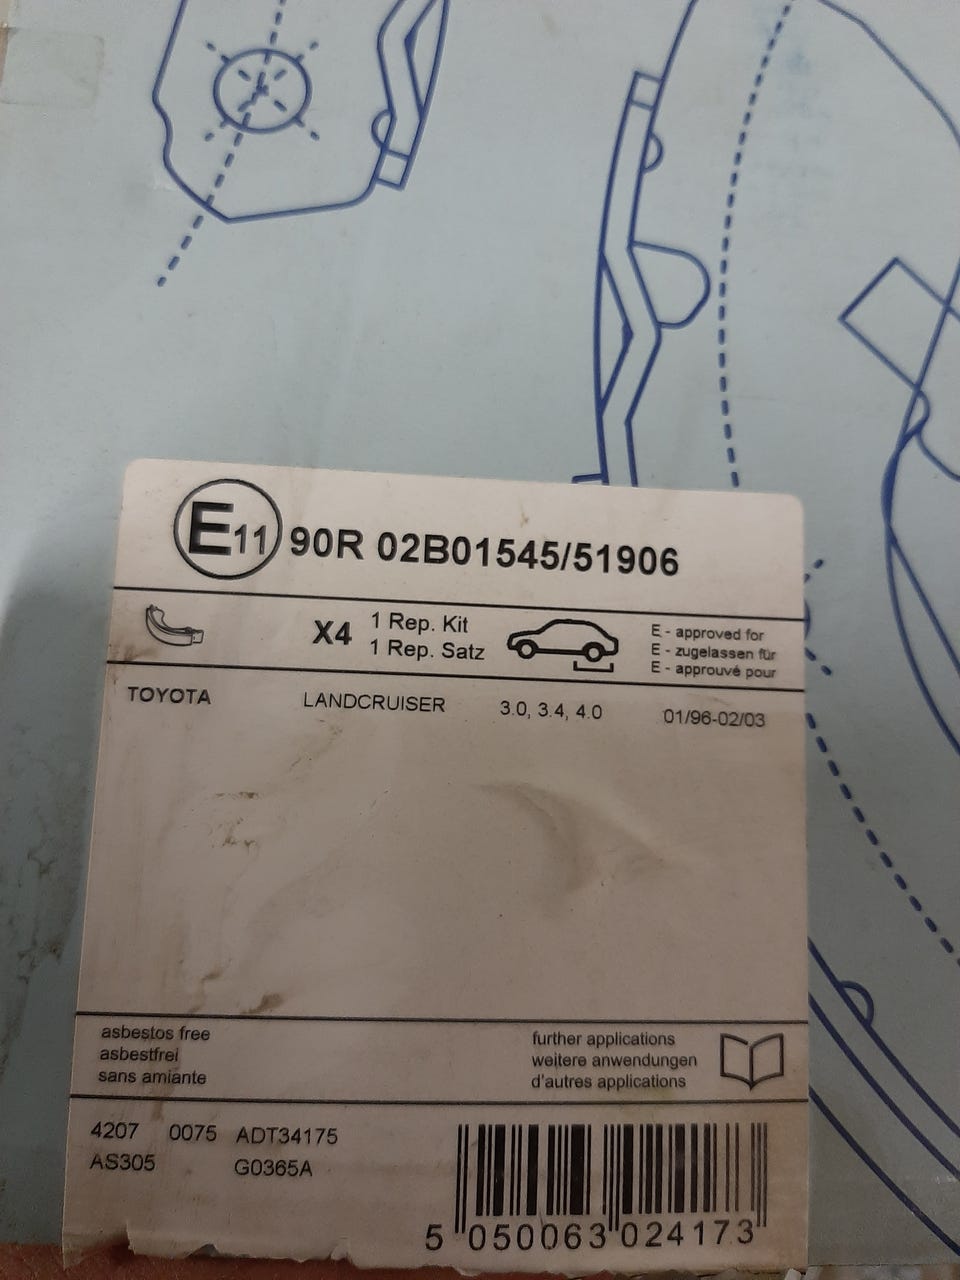 E11 90R 02B01545/51906
X4 1 Rep. Kit
1 Rep. Satz
E - approved for
E - zugelassen für
E - approuvé pour
TOYOTA LANDCRUISER 3.0, 3.4, 4.0 01/96-02/03
asbestos free
asbestfrei
sans amiante
further applications
weitere anwendungen
d'autres applications
4207 0075 ADT34175
AS305 G0365A
5 050063 024173